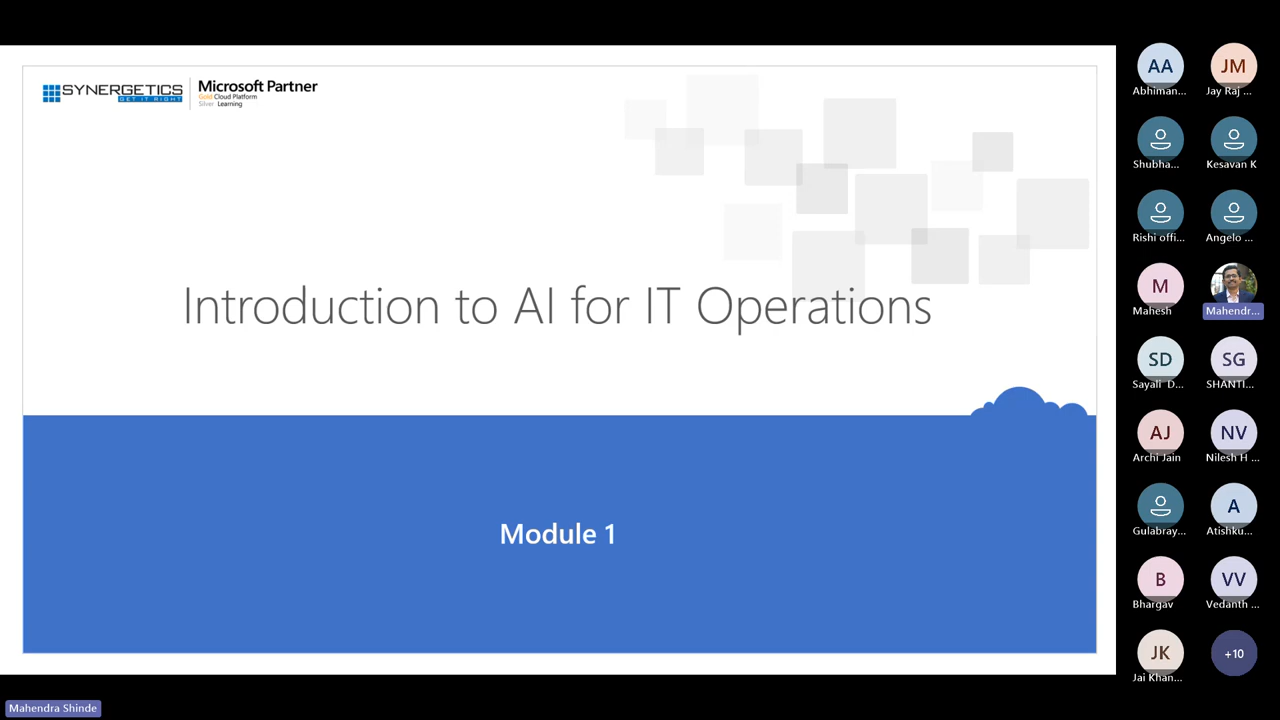 SYNERGETICS
GET IT RIGHT
Microsoft Partner
Gold Cloud Platform
Silver Learning
Introduction to AI for IT Operations
Module 1
AA
JM
Abhiman...
Jay Raj ...
Shubha...
Kesavan K
Rishi offi...
Angelo ...
M
Mahesh
Mahendr...
SD
SG
Sayali D...
SHANTI...
AJ
NV
Archi Jain
Nilesh H ...
A
Gulabray...
Atishku...
B
VV
Bhargav
Vedanth ...
JK
+10
Jai Khan...
Mahendra Shinde